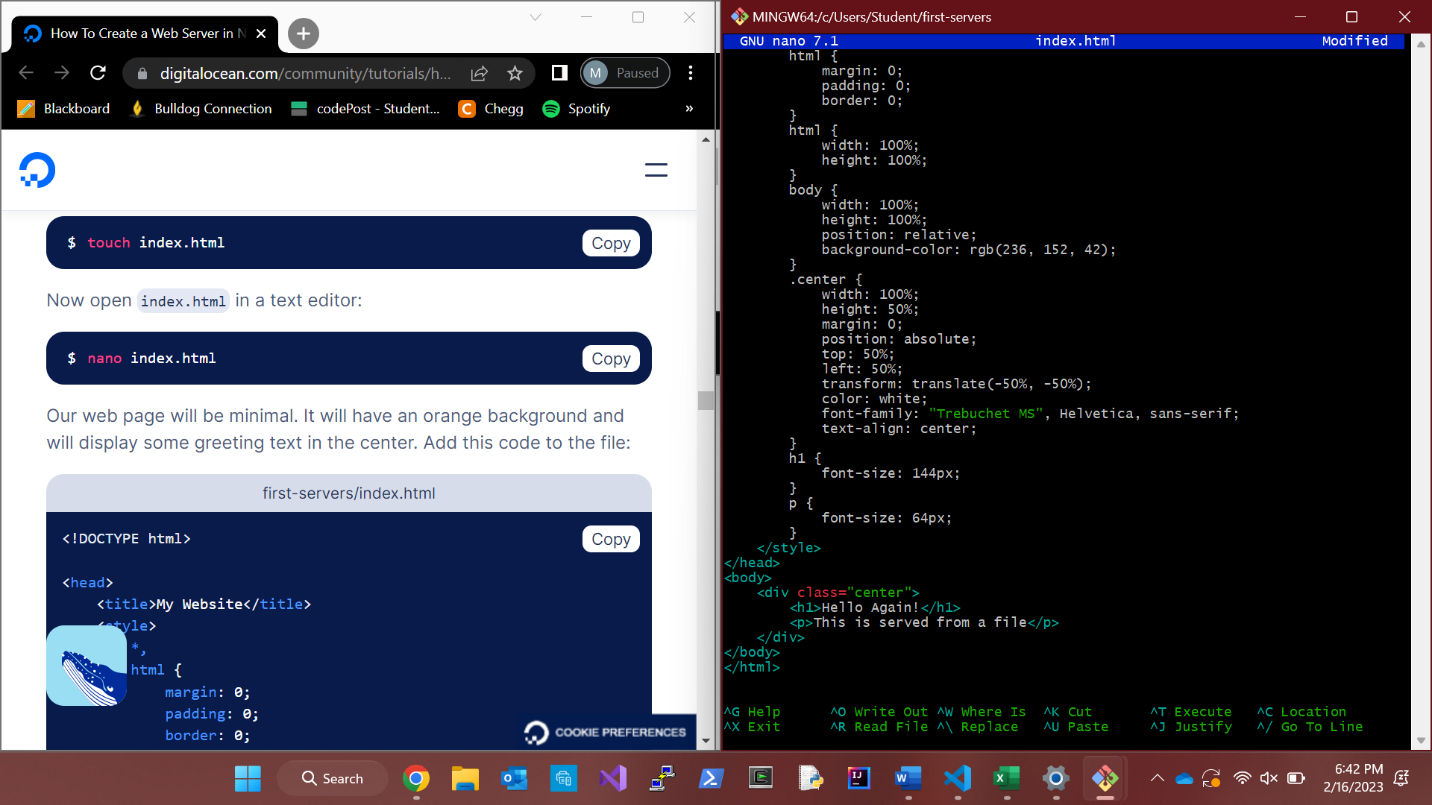 How To Create a Web Server in N
digitalocean.com/community/tutorials/h...
M Paused
Blackboard Bulldog Connection codePost - Student... Chegg Spotify »
$ touch index.html
Copy
Now open index.html in a text editor:
$ nano index.html
Copy
Our web page will be minimal. It will have an orange background and
will display some greeting text in the center. Add this code to the file:
first-servers/index.html
<!DOCTYPE html>
Copy
<head>
<title>My Website</title>
<style>
*,
html {
margin: 0;
padding: 0;
border: 0;
COOKIE PREFERENCES
MINGW64:/c/Users/Student/first-servers
GNU nano 7.1 index.html Modified
html {
margin: 0;
padding: 0;
border: 0;
}
html {
width: 100%;
height: 100%;
}
body {
width: 100%;
height: 100%;
position: relative;
background-color: rgb(236, 152, 42);
}
.center {
width: 100%;
height: 50%;
margin: 0;
position: absolute;
top: 50%;
left: 50%;
transform: translate(-50%, -50%);
color: white;
font-family: "Trebuchet MS", Helvetica, sans-serif;
text-align: center;
}
h1 {
font-size: 144px;
}
p {
font-size: 64px;
}
</style>
</head>
<body>
<div class="center">
<h1>Hello Again!</h1>
<p>This is served from a file</p>
</div>
</body>
</html>
^G Help ^O Write Out ^W Where Is ^K Cut ^T Execute ^C Location
^X Exit ^R Read File ^\ Replace ^U Paste ^J Justify ^/ Go To Line
Search
6:42 PM
2/16/2023